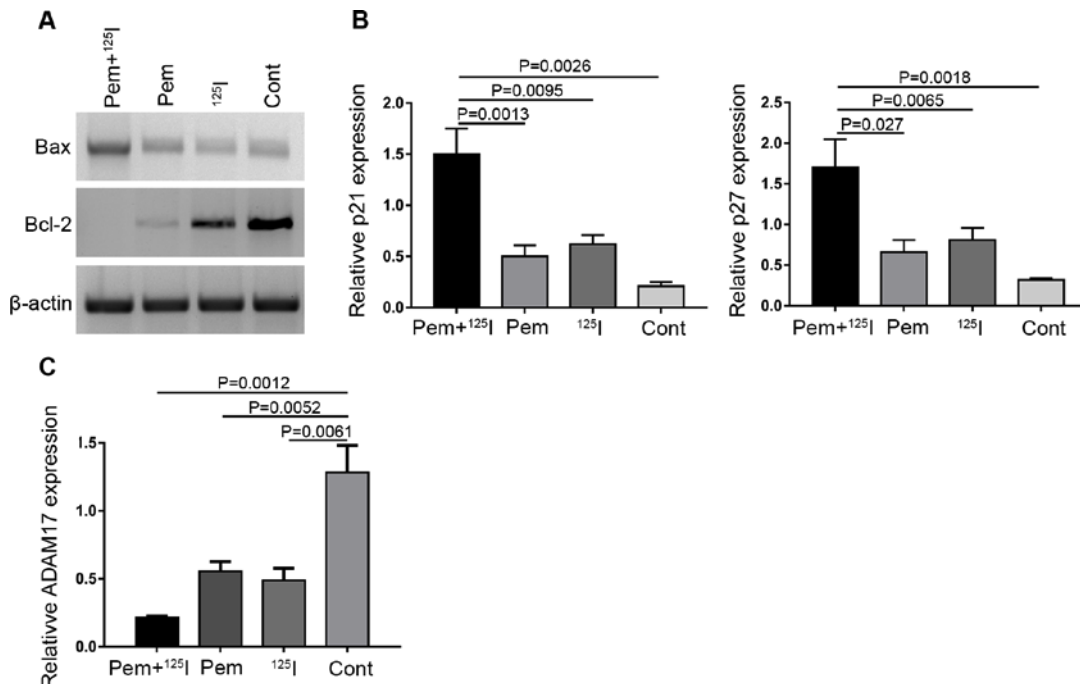 A
Pem+¹²⁵I
Pem
¹²⁵I
Cont
Bax
Bcl-2
β-actin
B
P=0.0026
P=0.0095
P=0.0013
Relativve p21 expression
2.0
1.5
1.0
0.5
0.0
Pem+¹²⁵I Pem ¹²⁵I Cont
P=0.0018
P=0.0065
P=0.027
Relativve p27 expression
2.5
2.0
1.5
1.0
0.5
0.0
Pem+¹²⁵I Pem ¹²⁵I Cont
C
P=0.0012
P=0.0052
P=0.0061
Relativve ADAM17 expression
1.5
1.0
0.5
0.0
Pem+¹²⁵I Pem ¹²⁵I Cont